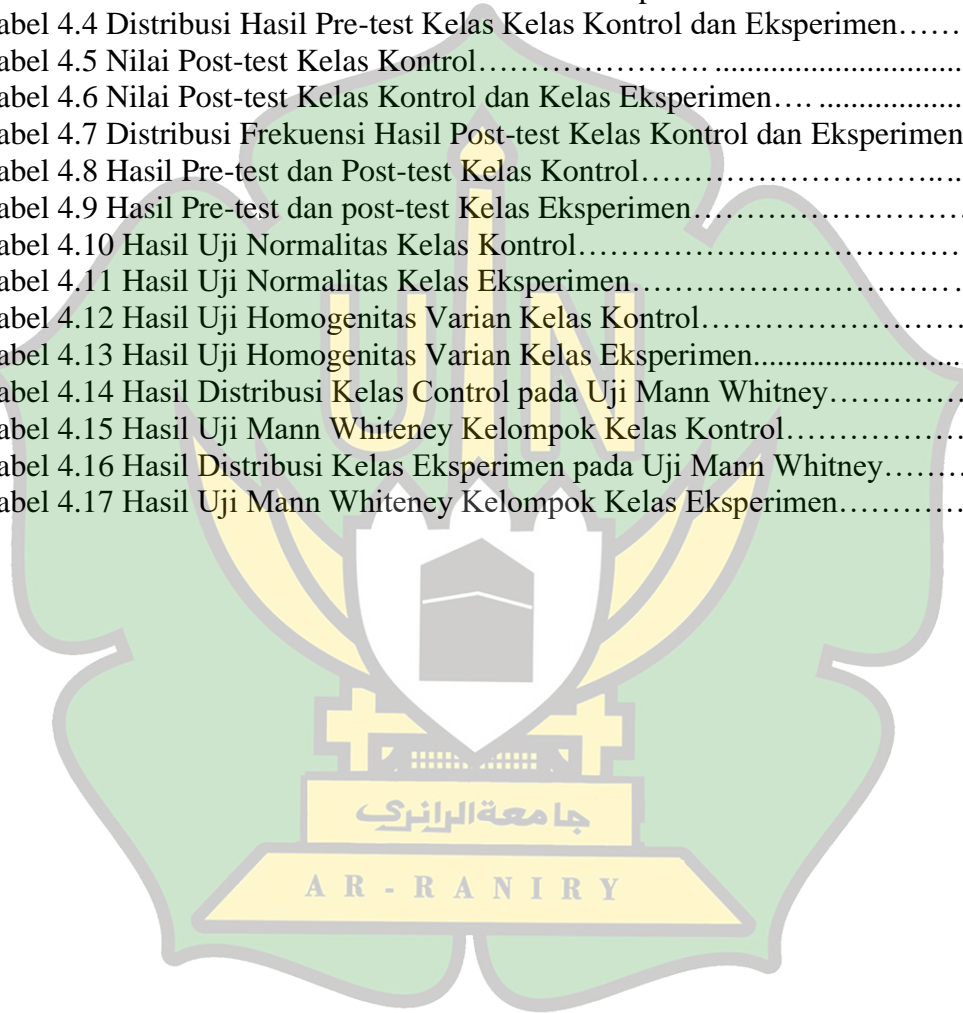 abel 4.4 Distribusi Hasil Pre-test Kelas Kelas Kontrol dan Eksperimen……
abel 4.5 Nilai Post-test Kelas Kontrol…………………. ..................................
abel 4.6 Nilai Post-test Kelas Kontrol dan Kelas Eksperimen…. ....................
abel 4.7 Distribusi Frekuensi Hasil Post-test Kelas Kontrol dan Eksperimen
abel 4.8 Hasil Pre-test dan Post-test Kelas Kontrol………………………......
abel 4.9 Hasil Pre-test dan post-test Kelas Eksperimen…………………….
abel 4.10 Hasil Uji Normalitas Kelas Kontrol………………………………
abel 4.11 Hasil Uji Normalitas Kelas Eksperimen…………………………. .
abel 4.12 Hasil Uji Homogenitas Varian Kelas Kontrol……………………
abel 4.13 Hasil Uji Homogenitas Varian Kelas Eksperimen...........................
abel 4.14 Hasil Distribusi Kelas Control pada Uji Mann Whitney…………
abel 4.15 Hasil Uji Mann Whiteney Kelompok Kelas Kontrol……………
abel 4.16 Hasil Distribusi Kelas Eksperimen pada Uji Mann Whitney………
abel 4.17 Hasil Uji Mann Whiteney Kelompok Kelas Eksperimen…………
UIN
جامعةالرانري
AR-RANIRY